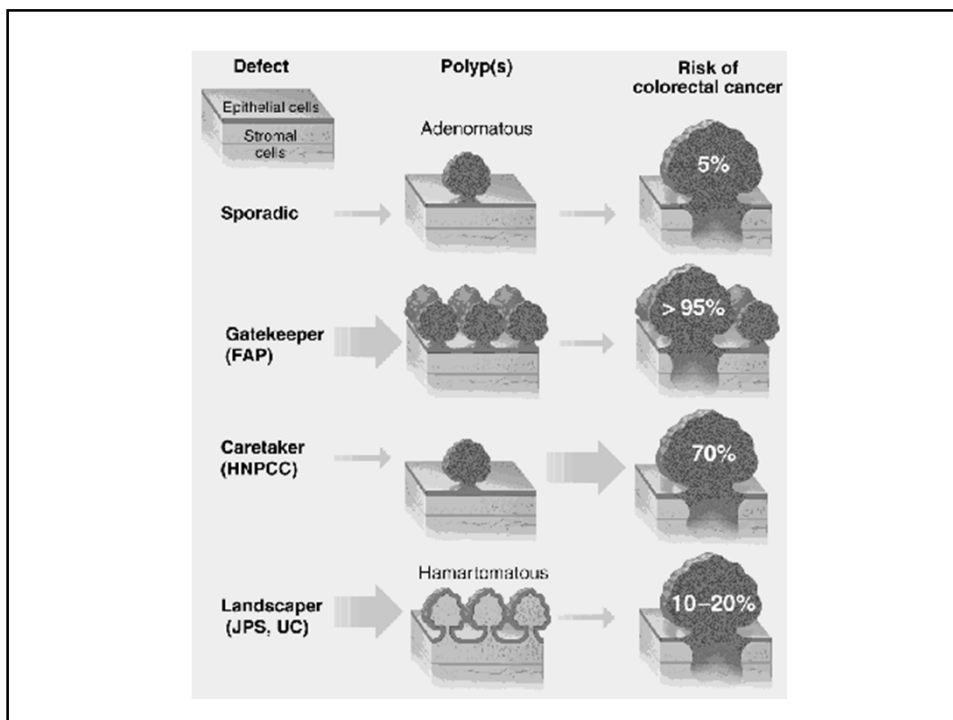 Defect
Polyp(s)
Risk of
colorectal cancer
Epithelial cells
Stromal
cells
Adenomatous
5%
Sporadic
> 95%
Gatekeeper
(FAP)
70%
Caretaker
(HNPCC)
Hamartomatous
10–20%
Landscaper
(JPS, UC)